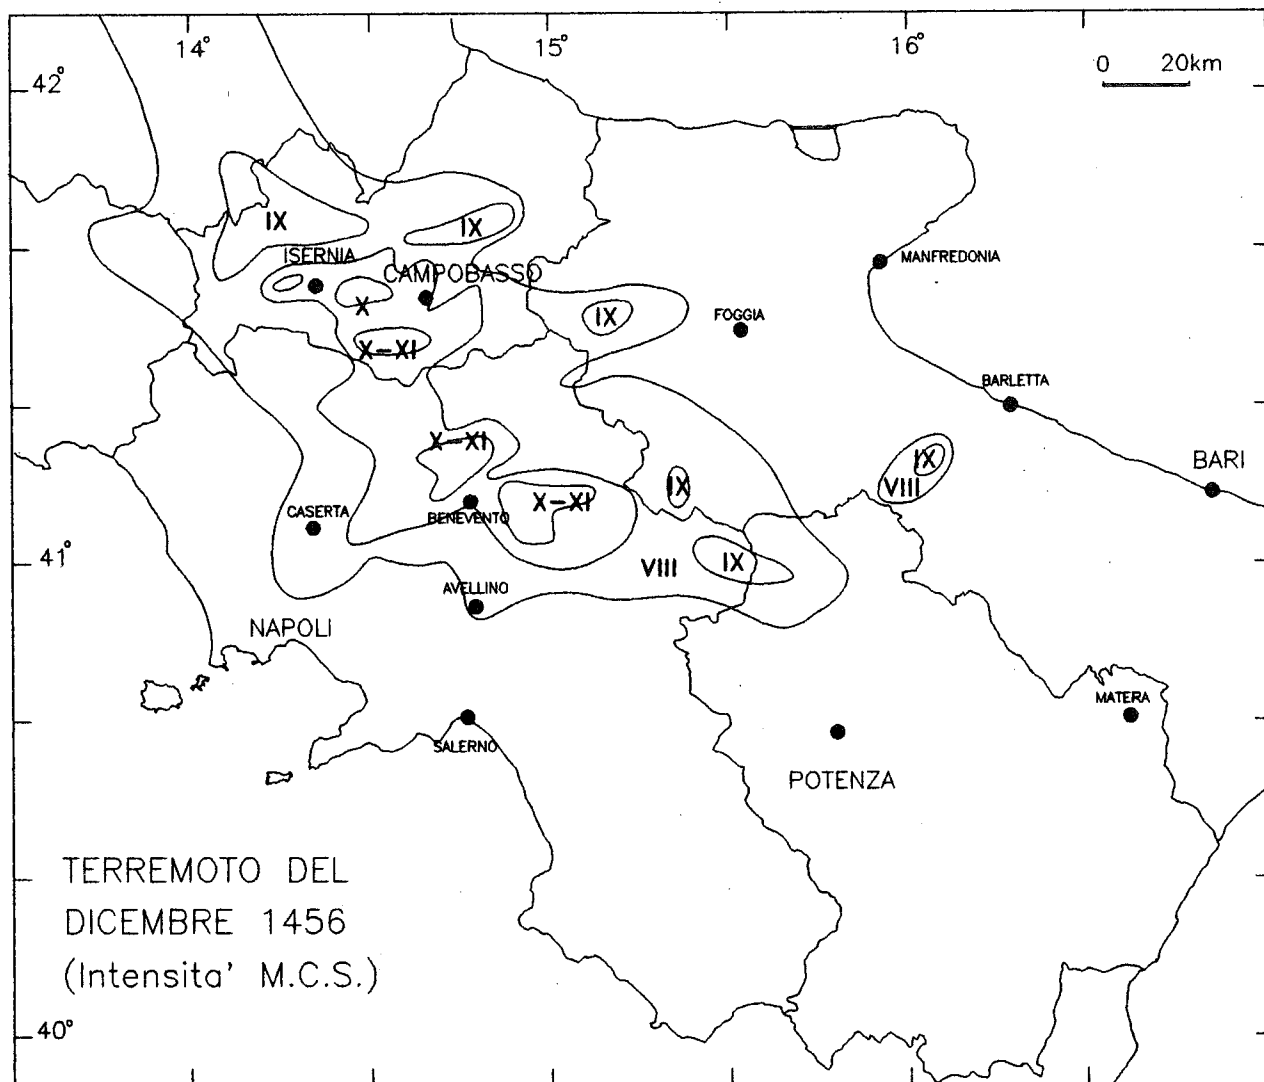 14°
15°
16°
42°
0 20km
IX
IX
ISERNIA
CAMPOBASSO
MANFREDONIA
X
IX
FOGGIA
X-XI
BARLETTA
X-XI
IX
BARI
IX
VIII
X-XI
CASERTA
BENEVENTO
41°
VIII
IX
AVELLINO
NAPOLI
MATERA
SALERNO
POTENZA
TERREMOTO DEL
DICEMBRE 1456
(Intensita' M.C.S.)
40°